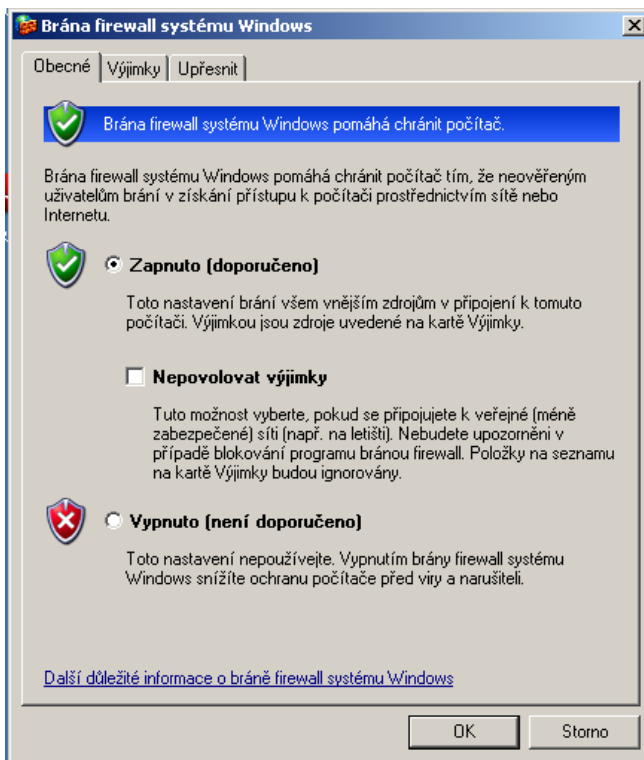 Brána firewall systému Windows
Obecné Výjimky Upřesnit
Brána firewall systému Windows pomáhá chránit počítač.
Brána firewall systému Windows pomáhá chránit počítač tím, že neověřeným
uživatelům brání v získání přístupu k počítači prostřednictvím sítě nebo
Internetu.
Zapnuto (doporučeno)
Toto nastavení brání všem vnějším zdrojům v připojení k tomuto
počítači. Výjimkou jsou zdroje uvedené na kartě Výjimky.
Nepovolovat výjimky
Tuto možnost vyberte, pokud se připojujete k veřejné (méně
zabezpečené) síti (např. na letišti). Nebudete upozorněni v
případě blokování programu bránou firewall. Položky na seznamu
na kartě Výjimky budou ignorovány.
Vypnuto (není doporučeno)
Toto nastavení nepoužívejte. Vypnutím brány firewall systému
Windows snížíte ochranu počítače před viry a narušiteli.
Další důležité informace o bráně firewall systému Windows
OK Storno